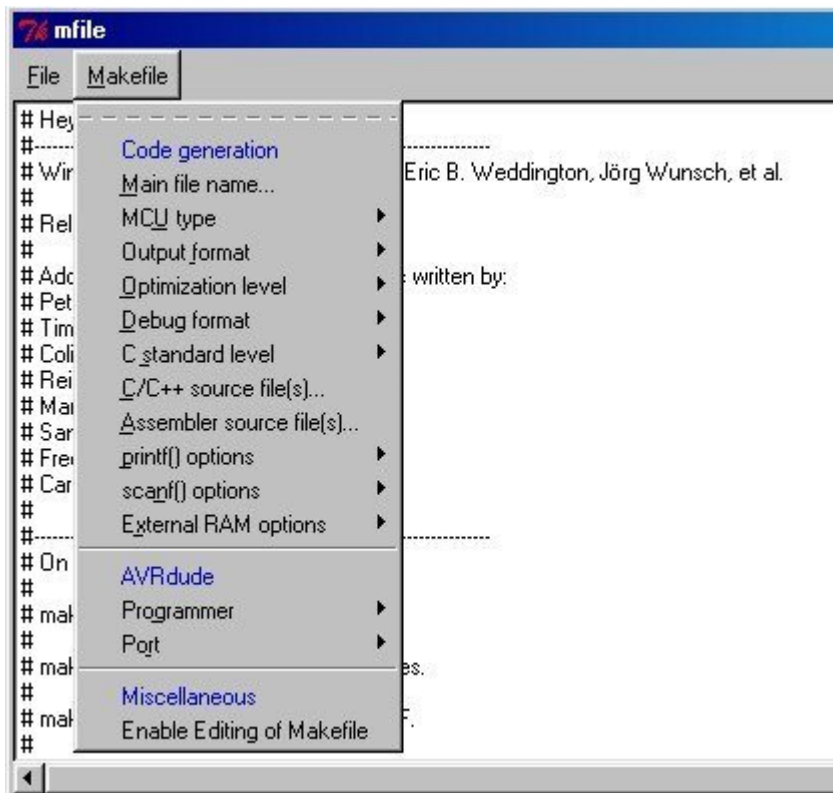 mfile
File Makefile
# Hey
#-----
# Win Eric B. Weddington, Jörg Wunsch, et al.
#
# Rel
#
# Add written by:
# Pet
# Tim
# Coli
# Rei
# Mar
# Sar
# Fre
# Car
#
#-----
# On
#
# mak
#
# mak es.
#
# mak F.
#
Code generation
Main file name...
MCU type
Output format
Optimization level
Debug format
C standard level
C/C++ source file(s)...
Assembler source file(s)...
printf() options
scanf() options
External RAM options
AVRdude
Programmer
Port
Miscellaneous
Enable Editing of Makefile